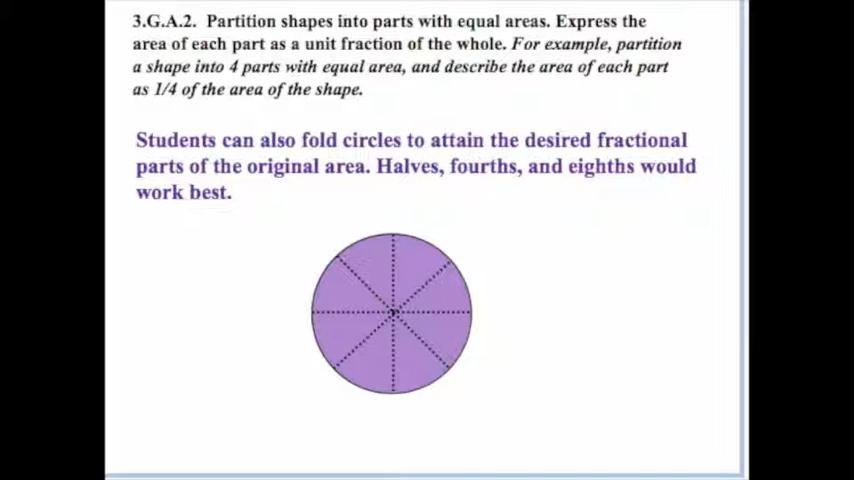 3.G.A.2. Partition shapes into parts with equal areas. Express the
area of each part as a unit fraction of the whole. For example, partition
a shape into 4 parts with equal area, and describe the area of each part
as 1/4 of the area of the shape.
Students can also fold circles to attain the desired fractional
parts of the original area. Halves, fourths, and eighths would
work best.